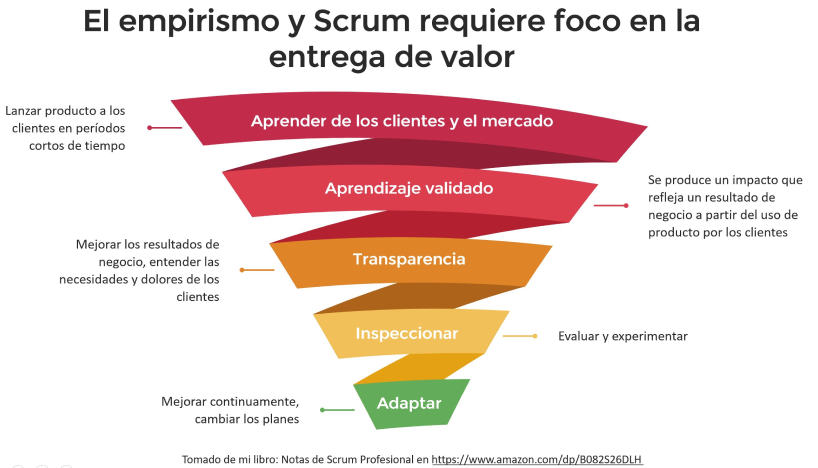 El empirismo y Scrum requiere foco en la
entrega de valor
Lanzar producto a los
clientes en períodos
cortos de tiempo
Aprender de los clientes y el mercado
Aprendizaje validado
Se produce un impacto que
refleja un resultado de
negocio a partir del uso de
producto por los clientes
Mejorar los resultados de
negocio, entender las
necesidades y dolores de los
clientes
Transparencia
Inspeccionar
Evaluar y experimentar
Mejorar continuamente,
cambiar los planes
Adaptar
Tomado de mi libro: Notas de Scrum Profesional en https://www.amazon.com/dp/B082S26DLH